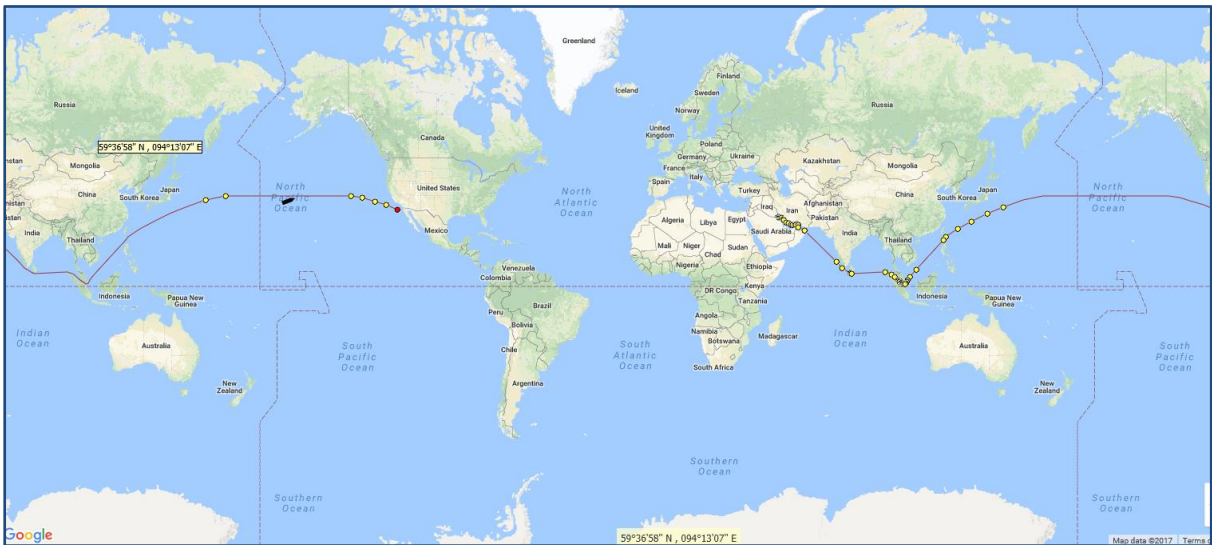 Greenland
Iceland
Finland
Sweden
Norway
Russia
Russia
59°36'58" N , 094°13'07" E
Canada
United
Kingdom
Poland
Germany
Ukraine
France
Kazakhstan
Mongolia
Mongolia
Italy
Spain
Turkey
China
Japan
South Korea
North
Pacific
Ocean
United States
North
Atlantic
Ocean
Iraq
Iran
Afghanistan
Pakistan
China
Japan
South Korea
North
Pacific
Ocean
Algeria
Libya
Egypt
Saudi Arabia
India
Thailand
Mexico
Mali
Niger
Chad
Sudan
India
Thailand
Nigeria
Ethiopia
Venezuela
Colombia
Kenya
DR Congo
Tanzania
Indonesia
Papua New
Guinea
Brazil
Peru
Bolivia
Angola
Namibia
Botswana
Madagascar
Indonesia
Papua New
Guinea
Indian
Ocean
Australia
South
Pacific
Ocean
Chile
South
Atlantic
Ocean
South Africa
Indian
Ocean
Australia
South
Pacific
Ocean
New
Zealand
Argentina
New
Zealand
Southern
Ocean
Southern
Ocean
Southern
Ocean
Google
59°36'58" N , 094°13'07" E
Map data ©2017
Terms